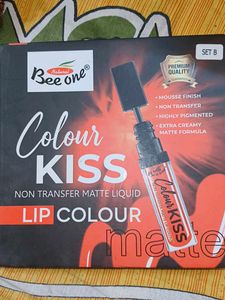 Natural
Bee one®
SET B
PREMIUM
QUALITY
Colour
KISS
NON TRANSFER MATTE LIQUID
LIP COLOUR
• MOUSSE FINISH
• NON TRANSFER
• HIGHLY PIGMENTED
• EXTRA CREAMY
MATTE FORMULA
Colour
KISS
matte